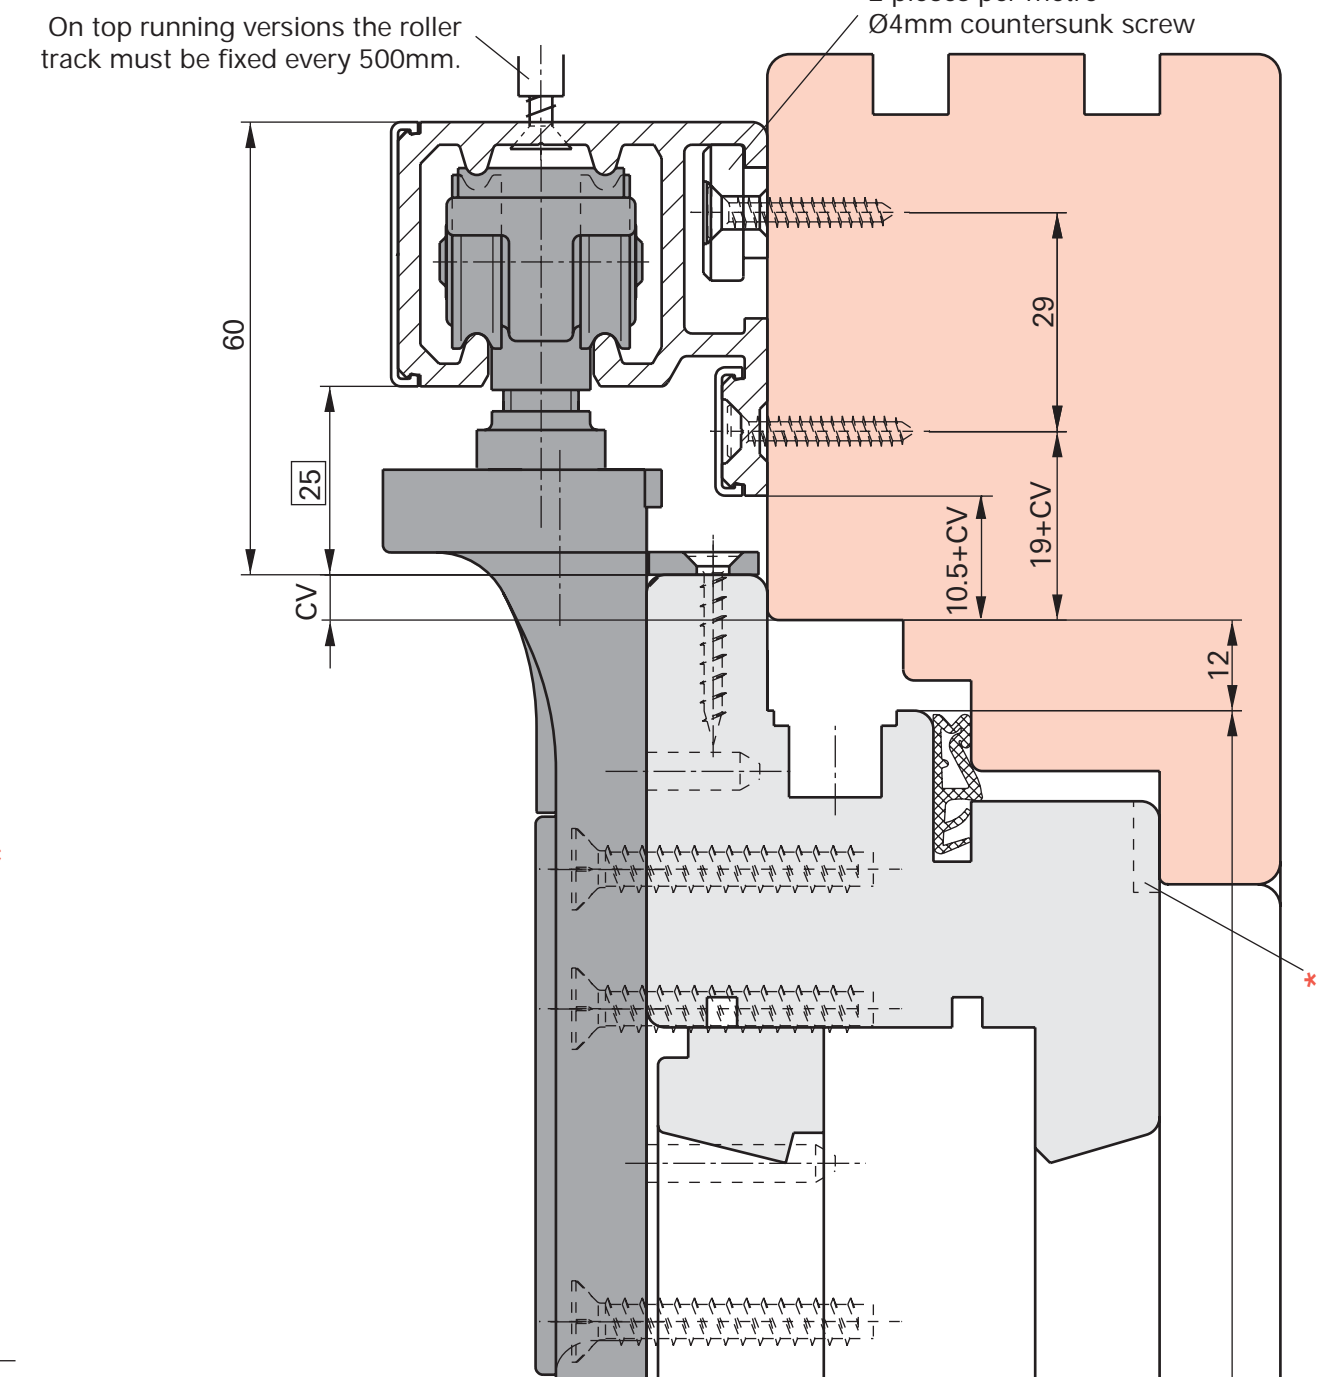 On top running versions the roller
track must be fixed every 500mm.
Ø4mm countersunk screw
60
25
CV
29
19+CV
10.5+CV
12
*